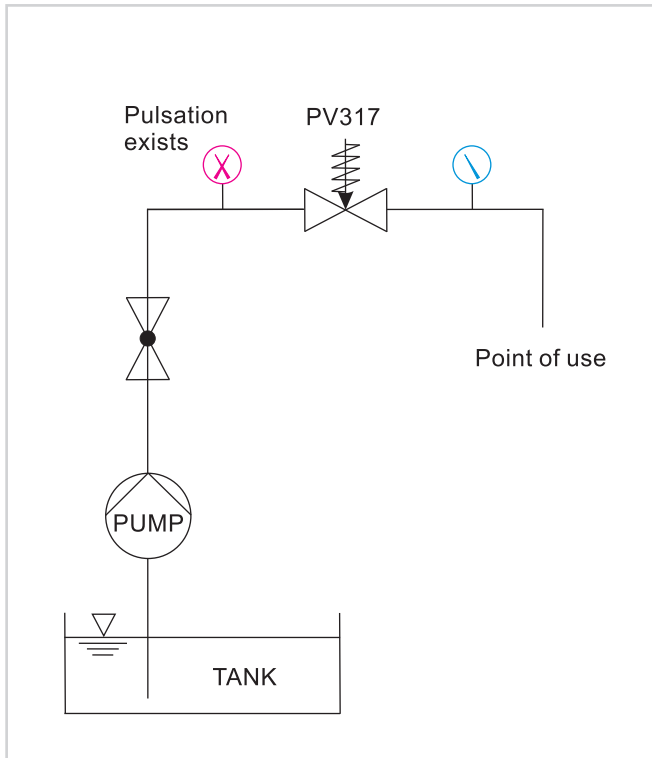 Pulsation
exists
PV317
Point of use
PUMP
TANK